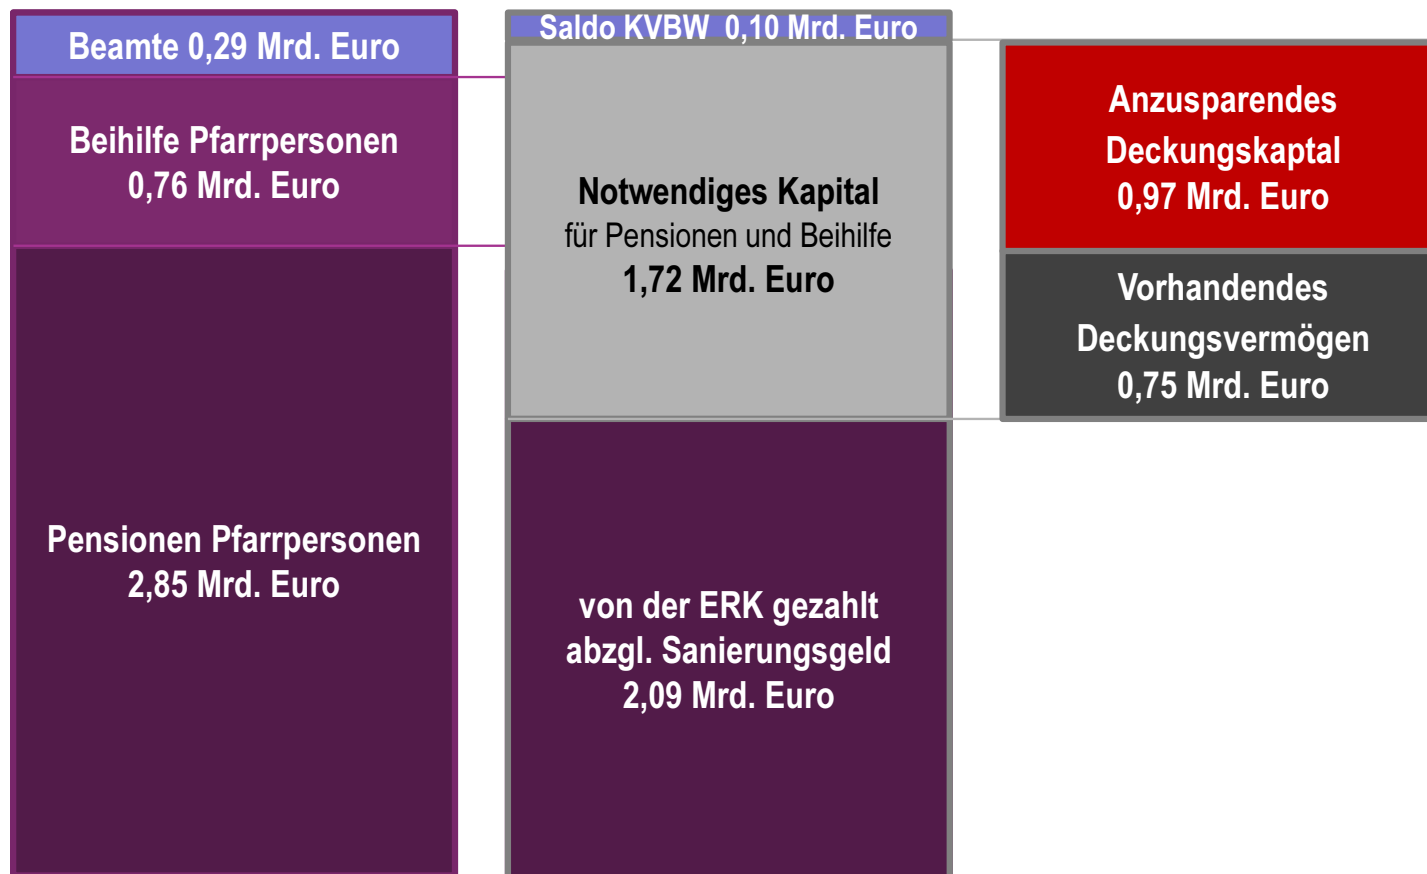 Beamte 0,29 Mrd. Euro
Beihilfe Pfarrpersonen
0,76 Mrd. Euro
Pensionen Pfarrpersonen
2,85 Mrd. Euro
Saldo KVBW 0,10 Mrd. Euro
Notwendiges Kapital
für Pensionen und Beihilfe
1,72 Mrd. Euro
von der ERK gezahlt
abzgl. Sanierungsgeld
2,09 Mrd. Euro
Anzusparendes
Deckungskaptal
0,97 Mrd. Euro
Vorhandendes
Deckungsvermögen
0,75 Mrd. Euro